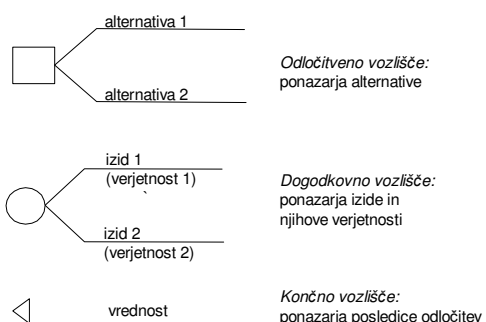 alternativa 1
alternativa 2
Odločitveno vozlišče:
ponazarja alternative
izid 1
(verjetnost 1)
izid 2
(verjetnost 2)
Dogodkovno vozlišče:
ponazarja izide in
njihove verjetnosti
vrednost
Končno vozlišče:
ponazarja posledice odločitev